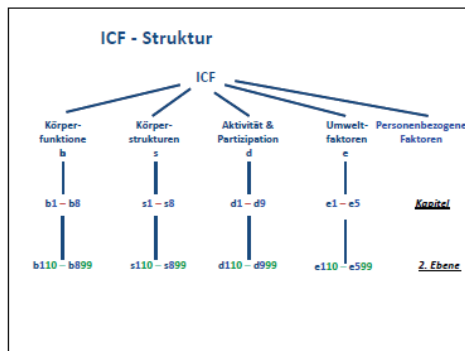 ICF - Struktur
ICF
Körper-
funktione
b
Körper-
strukturen
s
Aktivität &
Partizipation
d
Umwelt-
faktoren
e
Personenbezogene
Faktoren
b1 – b8
s1 – s8
d1 – d9
e1 – e5
Kapitel
b110 – b899
s110 – s899
d110 – d999
e110 – e599
2. Ebene